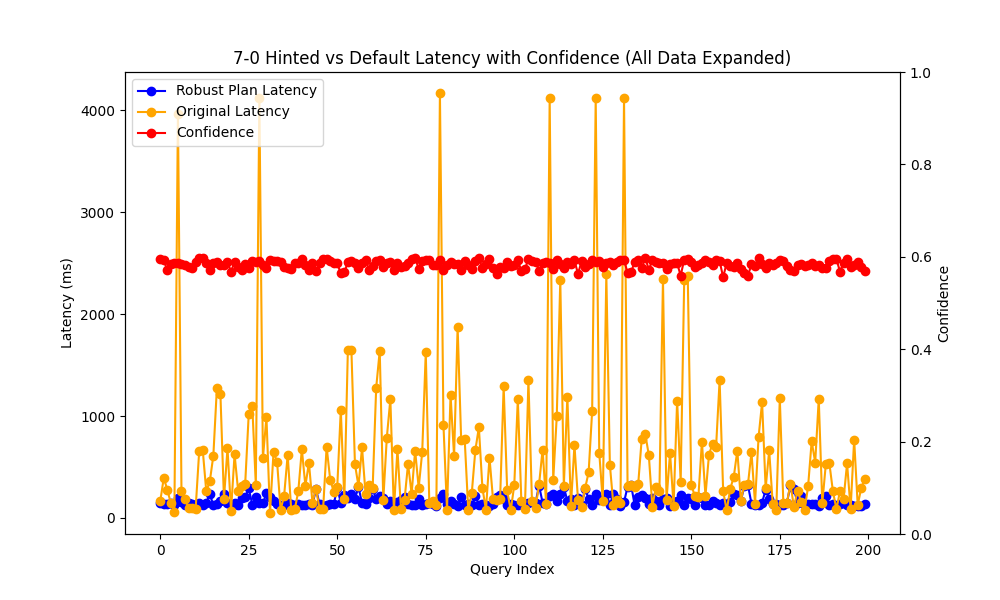 7-0 Hinted vs Default Latency with Confidence (All Data Expanded)
Robust Plan Latency
Original Latency
Confidence
4000
3000
2000
1000
0
Latency (ms)
1.0
0.8
0.6
0.4
0.2
0.0
Confidence
0 25 50 75 100 125 150 175 200
Query Index